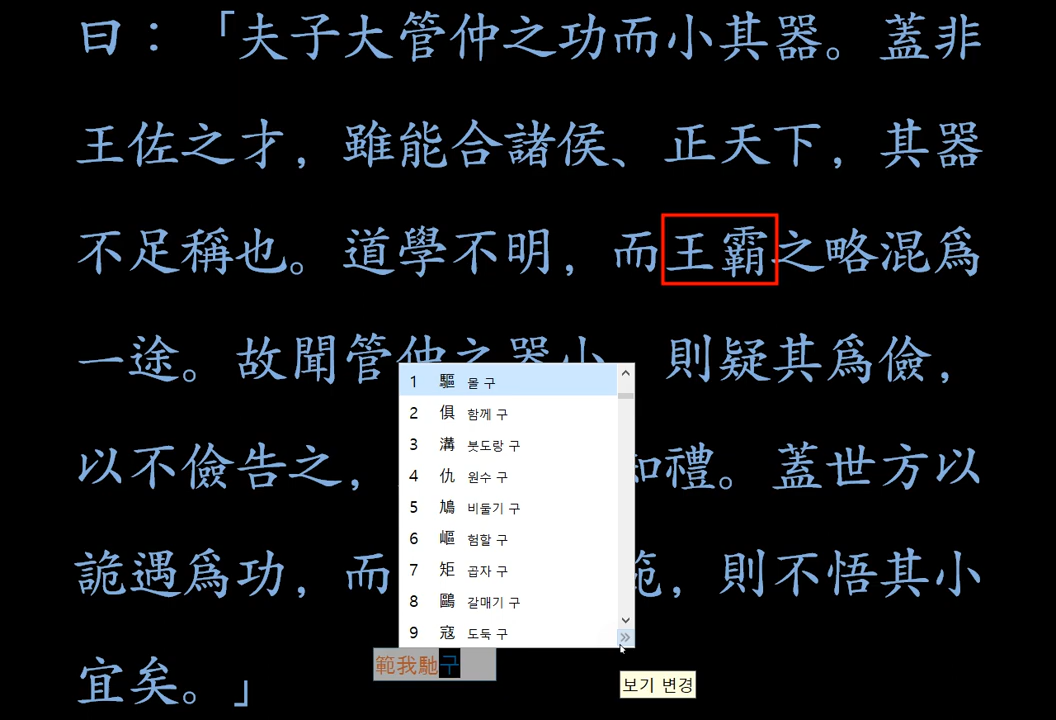 曰：「夫子大管仲之功而小其器。蓋非
王佐之才，雖能合諸侯、正天下，其器
不足稱也。道學不明，而王霸之略混爲
一途。故聞管仲之器小，則疑其爲儉，
以不儉告之，知禮。蓋世方以
詭遇爲功，而範，則不悟其小
宜矣。」
1 驅 몰 구
2 俱 함께 구
3 溝 붓도랑 구
4 仇 원수 구
5 鳩 비둘기 구
6 嶇 험할 구
7 矩 곱자 구
8 鷗 갈매기 구
9 寇 도둑 구
範我馳구
보기 변경